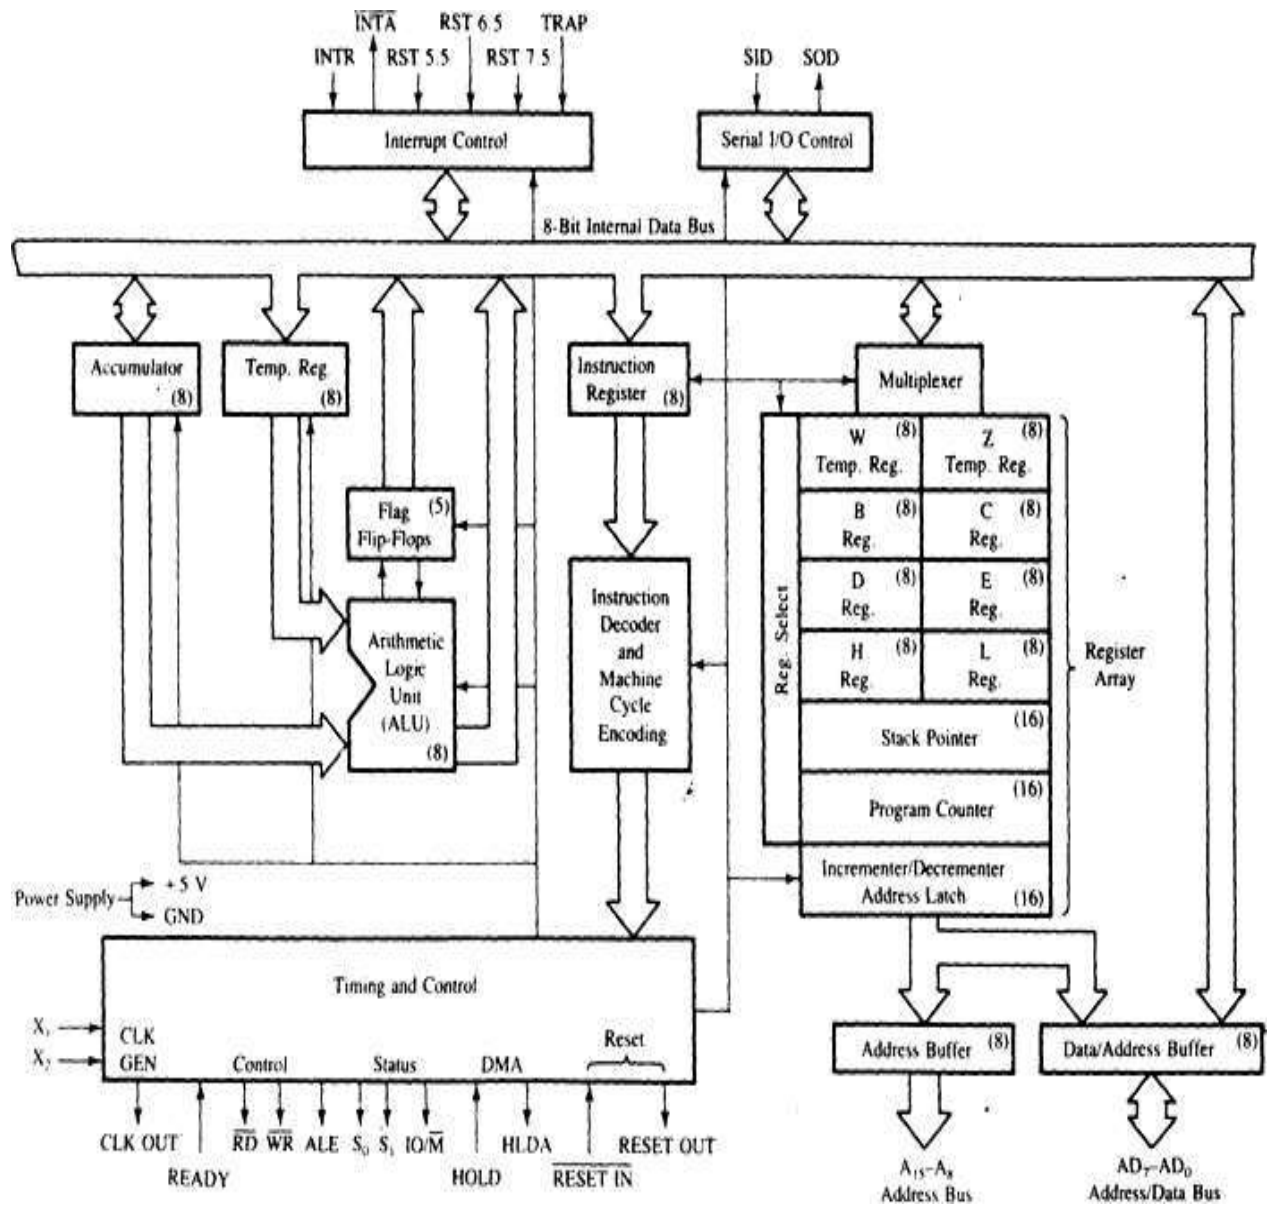 INTA RST 6.5 TRAP
INTR RST 5.5 RST 7.5 SID SOD
Interrupt Control
Serial I/O Control
8-Bit Internal Data Bus
Accumulator
(8)
Temp. Reg.
(8)
Instruction
Register
(8)
Multiplexer
W (8)
Temp. Reg.
Z (8)
Temp. Reg.
Flag (5)
Flip-Flops
B (8)
Reg.
C (8)
Reg.
D (8)
Reg.
E (8)
Reg.
H (8)
Reg.
L (8)
Reg.
Reg. Select
Register
Array
Arithmetic
Logic
Unit
(ALU)
(8)
Instruction
Decoder
and
Machine
Cycle
Encoding
(16)
Stack Pointer
(16)
Program Counter
Incrementer/Decrementer
Address Latch (16)
Power Supply
+5 V
GND
Timing and Control
X₁
X₂
CLK
GEN
Control
Status
DMA
Reset
Address Buffer (8)
Data/Address Buffer (8)
CLK OUT RD WR ALE S₀ S₁ IO/M HLDA RESET OUT
READY HOLD RESET IN
A₁₅–A₈
Address Bus
AD₇–AD₀
Address/Data Bus